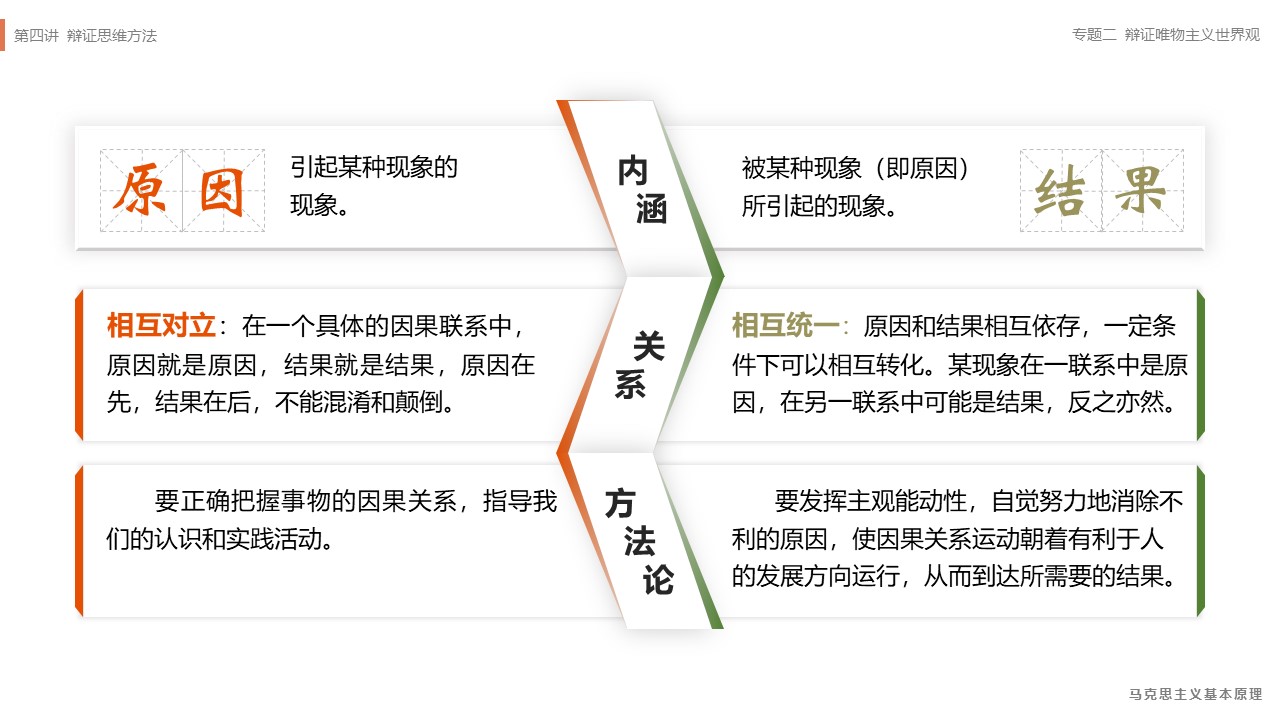 第四讲 辩证思维方法
专题二 辩证唯物主义世界观
原因
引起某种现象的
现象。
内
涵
被某种现象（即原因）
所引起的现象。
结果
相互对立：在一个具体的因果联系中，
原因就是原因，结果就是结果，原因在
先，结果在后，不能混淆和颠倒。
关
系
相互统一：原因和结果相互依存，一定条
件下可以相互转化。某现象在一联系中是原
因，在另一联系中可能是结果，反之亦然。
要正确把握事物的因果关系，指导我
们的认识和实践活动。
方
法
论
要发挥主观能动性，自觉努力地消除不
利的原因，使因果关系运动朝着有利于人
的发展方向运行，从而到达所需要的结果。
马克思主义基本原理